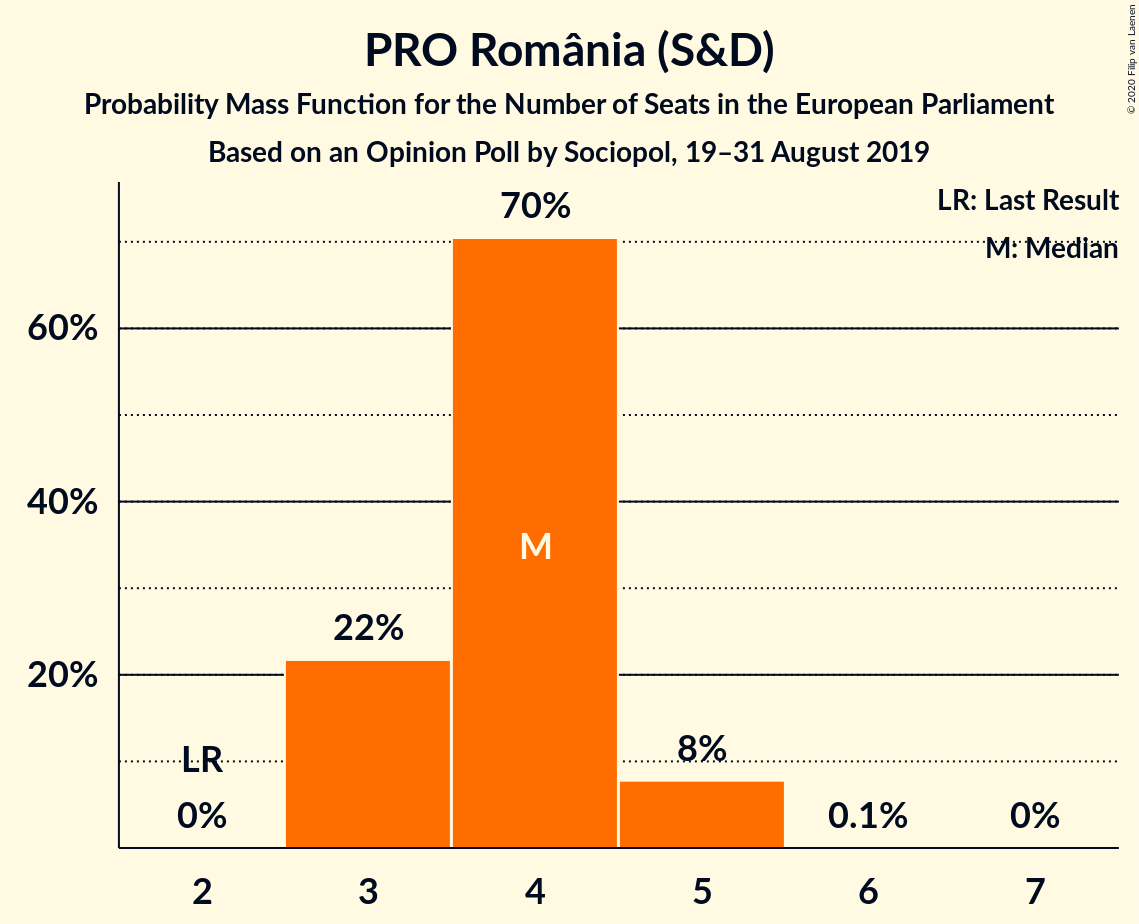 PRO România (S&D)
Probability Mass Function for the Number of Seats in the European Parliament
Based on an Opinion Poll by Sociopol, 19–31 August 2019
© 2020 Filip van Laenen
LR: Last Result
M: Median
70%
60%
40%
M
22%
20%
LR
8%
0%
0.1%
0%
2 3 4 5 6 7